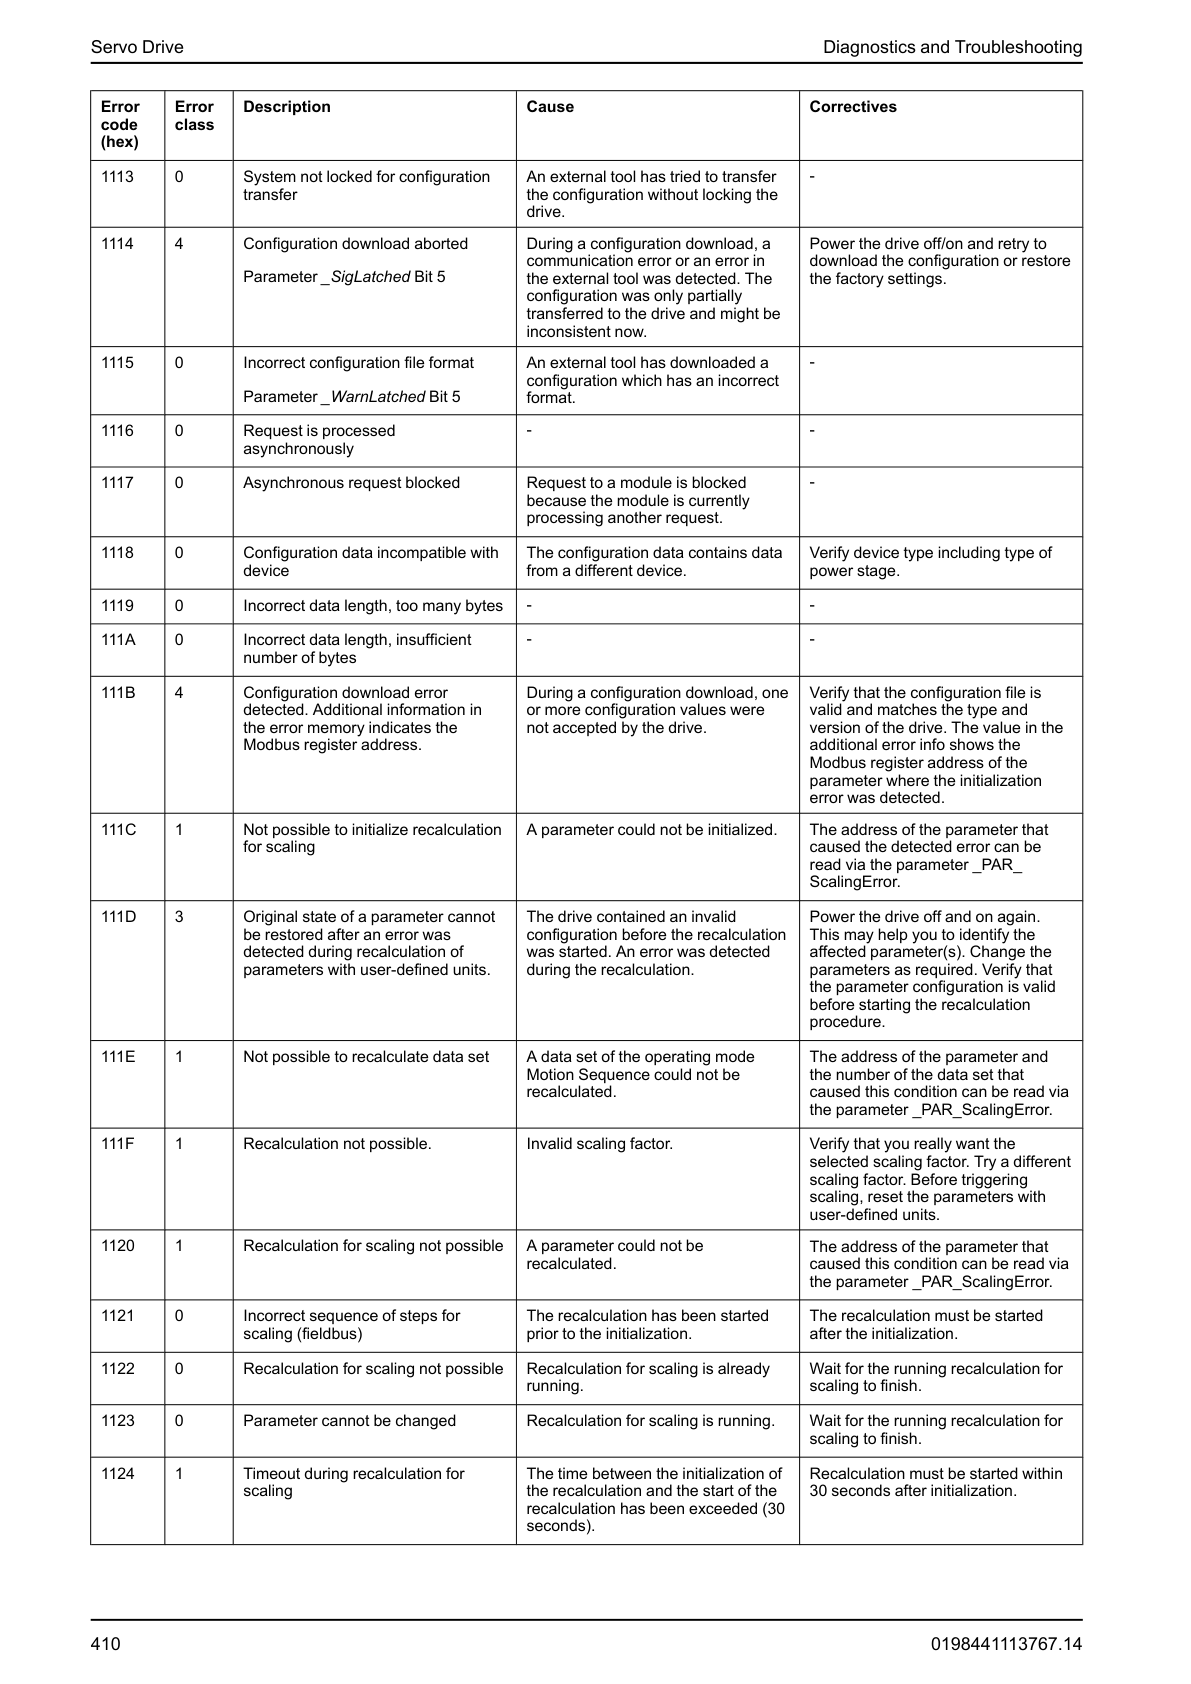 Servo Drive
Diagnostics and Troubleshooting
Error
code
(hex)
Error
class
Description
Cause
Correctives
1113
0
System not locked for configuration
transfer
An external tool has tried to transfer
the configuration without locking the
drive.
-
1114
4
Configuration download aborted
Parameter _SigLatched Bit 5
During a configuration download, a
communication error or an error in
the external tool was detected. The
configuration was only partially
transferred to the drive and might be
inconsistent now.
Power the drive off/on and retry to
download the configuration or restore
the factory settings.
1115
0
Incorrect configuration file format
Parameter _WarnLatched Bit 5
An external tool has downloaded a
configuration which has an incorrect
format.
-
1116
0
Request is processed
asynchronously
-
-
1117
0
Asynchronous request blocked
Request to a module is blocked
because the module is currently
processing another request.
-
1118
0
Configuration data incompatible with
device
The configuration data contains data
from a different device.
Verify device type including type of
power stage.
1119
0
Incorrect data length, too many bytes
-
-
111A
0
Incorrect data length, insufficient
number of bytes
-
-
111B
4
Configuration download error
detected. Additional information in
the error memory indicates the
Modbus register address.
During a configuration download, one
or more configuration values were
not accepted by the drive.
Verify that the configuration file is
valid and matches the type and
version of the drive. The value in the
additional error info shows the
Modbus register address of the
parameter where the initialization
error was detected.
111C
1
Not possible to initialize recalculation
for scaling
A parameter could not be initialized.
The address of the parameter that
caused the detected error can be
read via the parameter _PAR_
ScalingError.
111D
3
Original state of a parameter cannot
be restored after an error was
detected during recalculation of
parameters with user-defined units.
The drive contained an invalid
configuration before the recalculation
was started. An error was detected
during the recalculation.
Power the drive off and on again.
This may help you to identify the
affected parameter(s). Change the
parameters as required. Verify that
the parameter configuration is valid
before starting the recalculation
procedure.
111E
1
Not possible to recalculate data set
A data set of the operating mode
Motion Sequence could not be
recalculated.
The address of the parameter and
the number of the data set that
caused this condition can be read via
the parameter _PAR_ScalingError.
111F
1
Recalculation not possible.
Invalid scaling factor.
Verify that you really want the
selected scaling factor. Try a different
scaling factor. Before triggering
scaling, reset the parameters with
user-defined units.
1120
1
Recalculation for scaling not possible
A parameter could not be
recalculated.
The address of the parameter that
caused this condition can be read via
the parameter _PAR_ScalingError.
1121
0
Incorrect sequence of steps for
scaling (fieldbus)
The recalculation has been started
prior to the initialization.
The recalculation must be started
after the initialization.
1122
0
Recalculation for scaling not possible
Recalculation for scaling is already
running.
Wait for the running recalculation for
scaling to finish.
1123
0
Parameter cannot be changed
Recalculation for scaling is running.
Wait for the running recalculation for
scaling to finish.
1124
1
Timeout during recalculation for
scaling
The time between the initialization of
the recalculation and the start of the
recalculation has been exceeded (30
seconds).
Recalculation must be started within
30 seconds after initialization.
410
0198441113767.14